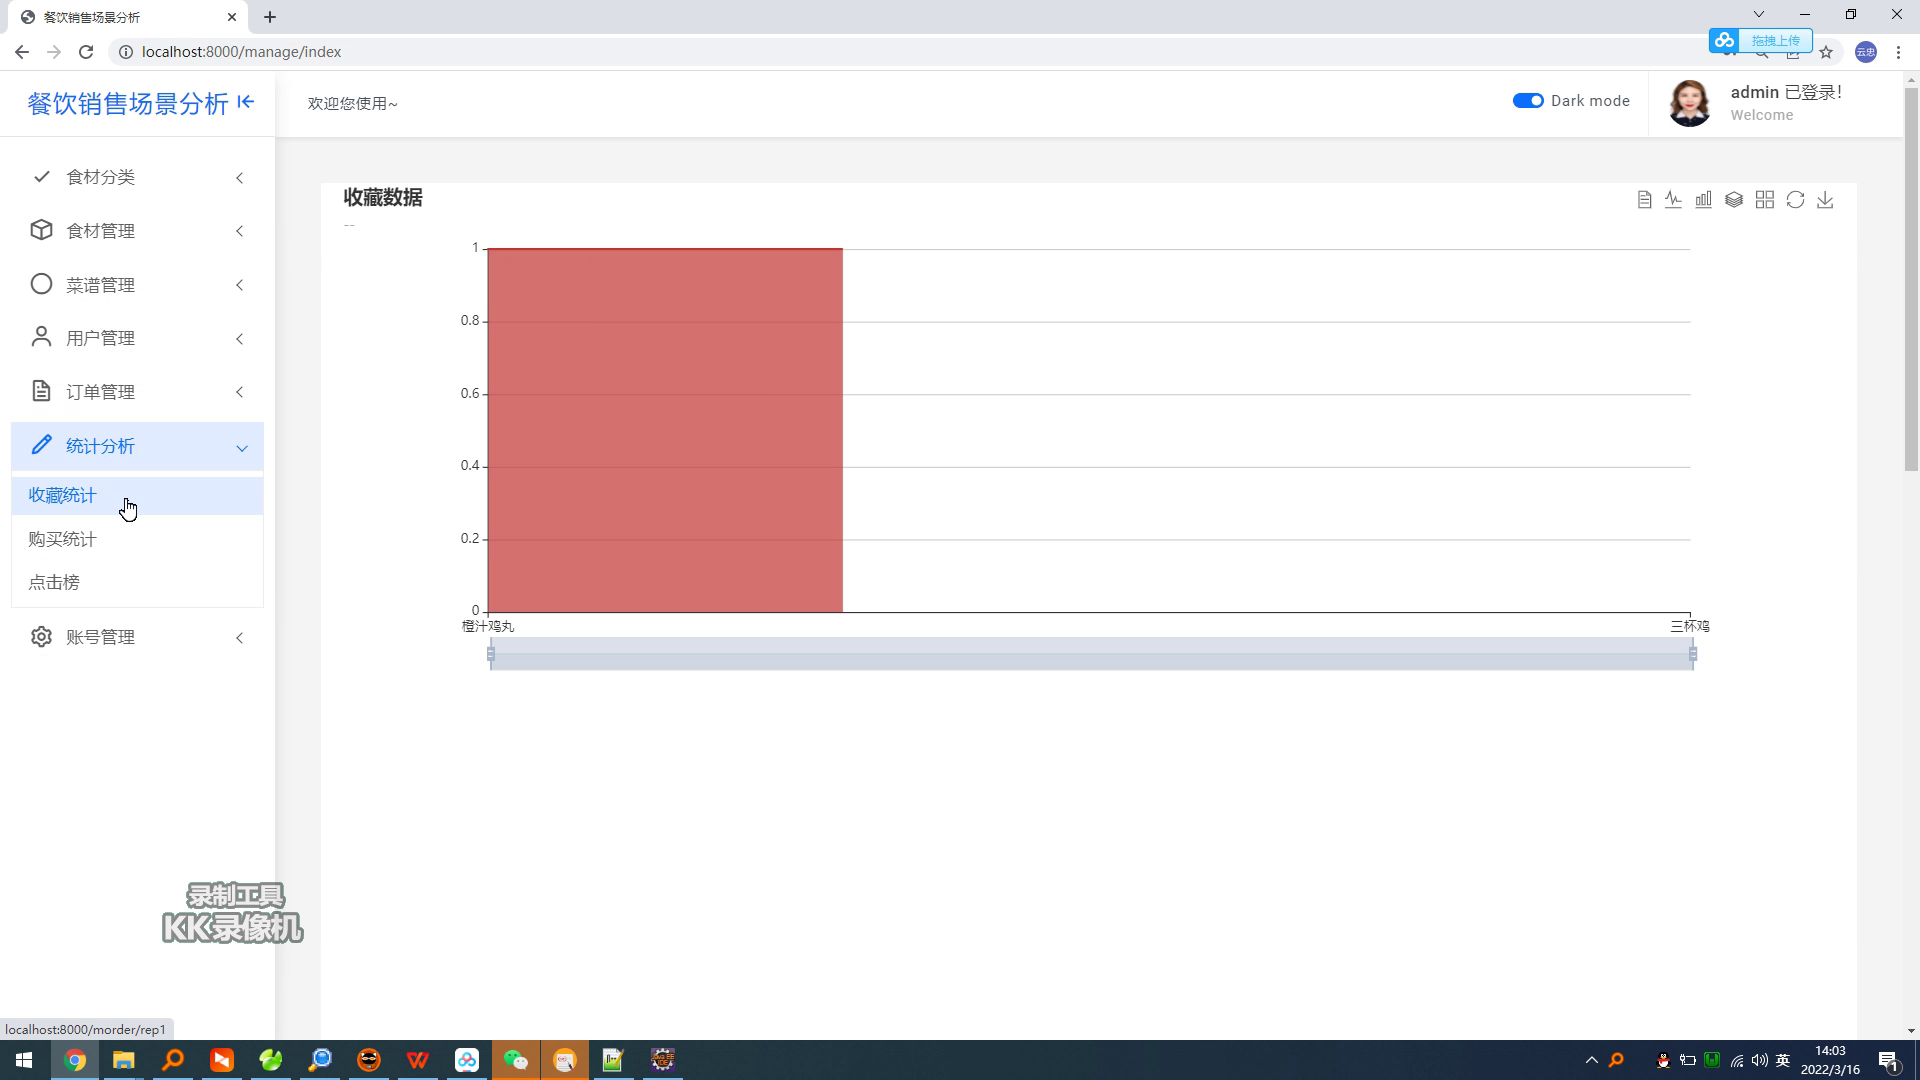 餐饮销售场景分析
localhost:8000/manage/index
拖拽上传
云忠
餐饮销售场景分析
欢迎您使用~
Dark mode
admin 已登录!
Welcome
食材分类
食材管理
菜谱管理
用户管理
订单管理
统计分析
收藏统计
购买统计
点击榜
账号管理
收藏数据
--
1
0.8
0.6
0.4
0.2
0
橙汁鸡丸
三杯鸡
录制工具
KK录像机
localhost:8000/morder/rep1
英
14:03
2022/3/16
1